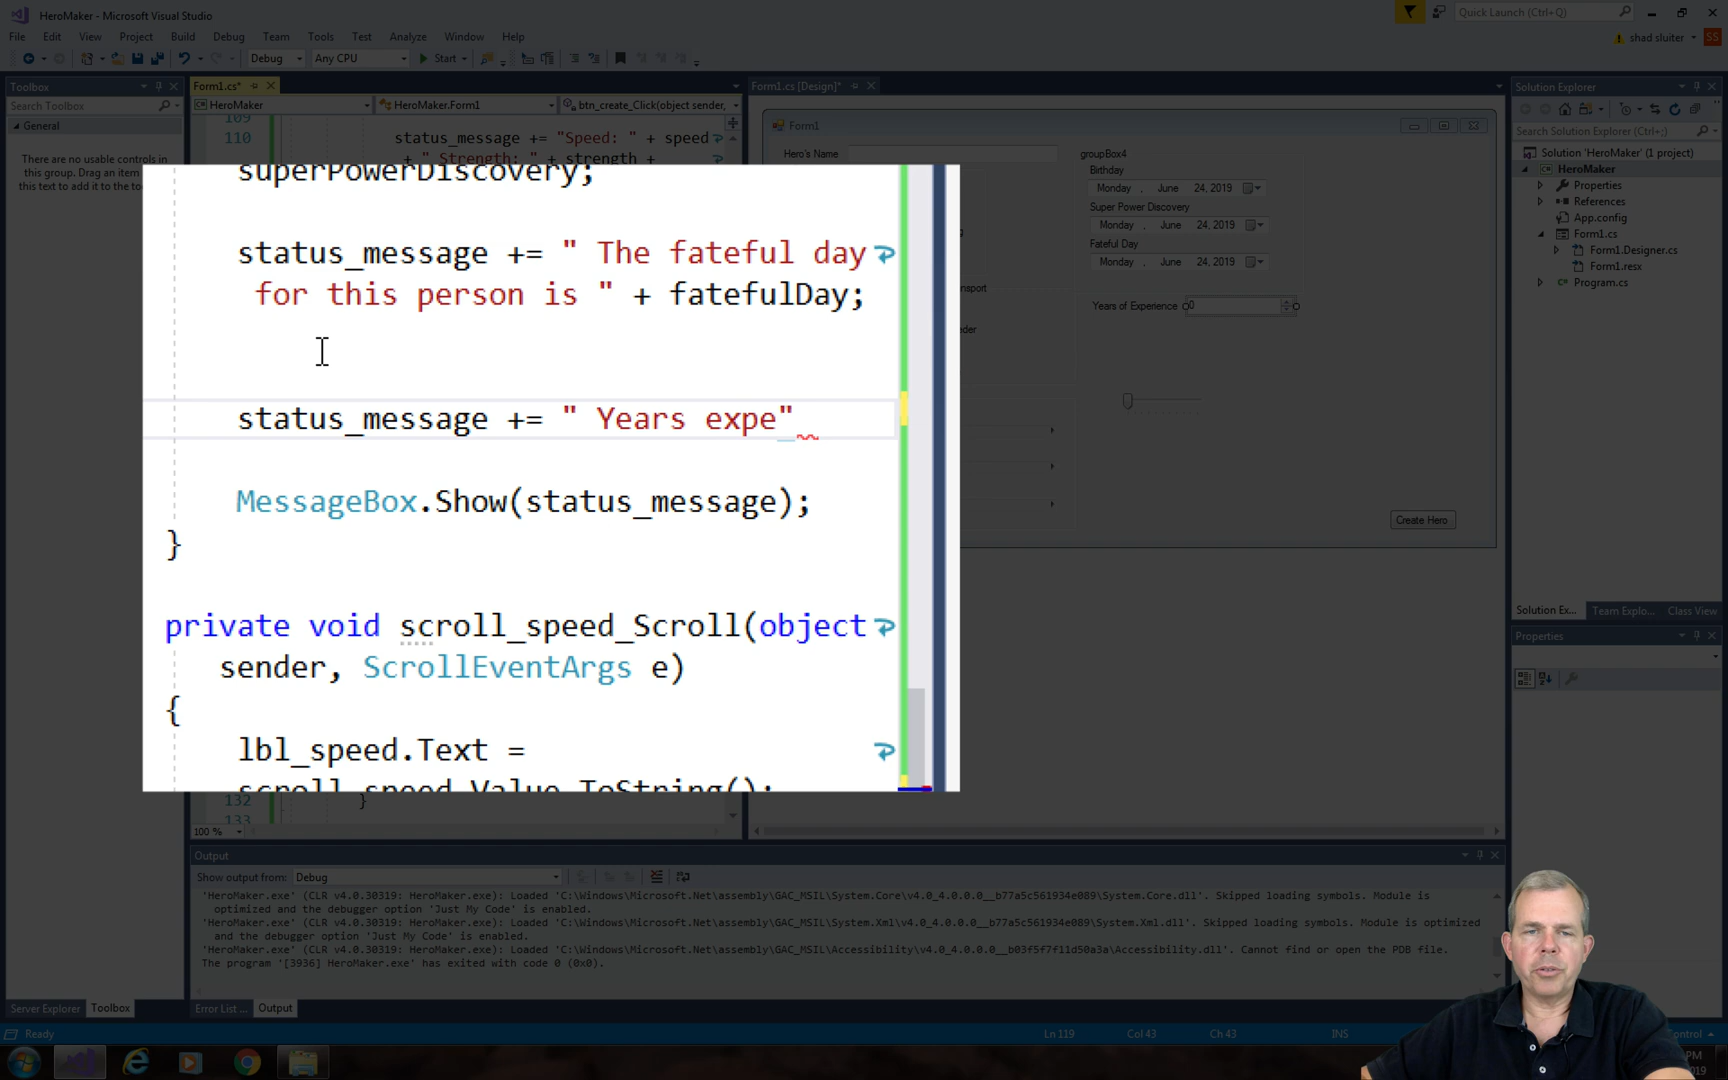 HeroMaker - Microsoft Visual Studio
Quick Launch (Ctrl+Q)
File Edit View Project Build Debug Team Tools Test Analyze Window Help
shad sluiter
SS
Debug
Any CPU
Start
Toolbox
Search Toolbox
General
There are no usable controls in
this group. Drag an item
this text to add it to the to
Form1.cs*
HeroMaker
HeroMaker.Form1
btn_create_Click(object sender,
109
110
status_message += "Speed: " + speed
+ " Strength: " + strength +
superPowerDiscovery;
status_message += " The fateful day
for this person is " + fatefulDay;
status_message += " Years expe"
MessageBox.Show(status_message);
}
private void scroll_speed_Scroll(object
sender, ScrollEventArgs e)
{
lbl_speed.Text =
scroll_speed.Value.ToString();
132
}
133
100 %
Form1.cs [Design]*
Form1
Hero's Name
groupBox4
Birthday
Monday , June 24, 2019
Super Power Discovery
Monday , June 24, 2019
Fateful Day
Monday , June 24, 2019
nsport
Years of Experience
0
eder
Create Hero
Solution Explorer
Search Solution Explorer (Ctrl+;)
Solution 'HeroMaker' (1 project)
HeroMaker
Properties
References
App.config
Form1.cs
Form1.Designer.cs
Form1.resx
Program.cs
Solution Ex... Team Explo... Class View
Properties
Output
Show output from: Debug
'HeroMaker.exe' (CLR v4.0.30319: HeroMaker.exe): Loaded 'C:\Windows\Microsoft.Net\assembly\GAC_MSIL\System.Core\v4.0_4.0.0.0__b77a5c561934e089\System.Core.dll'. Skipped loading symbols. Module is
optimized and the debugger option 'Just My Code' is enabled.
'HeroMaker.exe' (CLR v4.0.30319: HeroMaker.exe): Loaded 'C:\Windows\Microsoft.Net\assembly\GAC_MSIL\System.Xml\v4.0_4.0.0.0__b77a5c561934e089\System.Xml.dll'. Skipped loading symbols. Module is optimized
and the debugger option 'Just My Code' is enabled.
'HeroMaker.exe' (CLR v4.0.30319: HeroMaker.exe): Loaded 'C:\Windows\Microsoft.Net\assembly\GAC_MSIL\Accessibility\v4.0_4.0.0.0__b03f5f7f11d50a3a\Accessibility.dll'. Cannot find or open the PDB file.
The program '[3936] HeroMaker.exe' has exited with code 0 (0x0).
Server Explorer Toolbox
Error List ... Output
Ready
Ln 119
Col 43
Ch 43
INS
Control
PM
2019